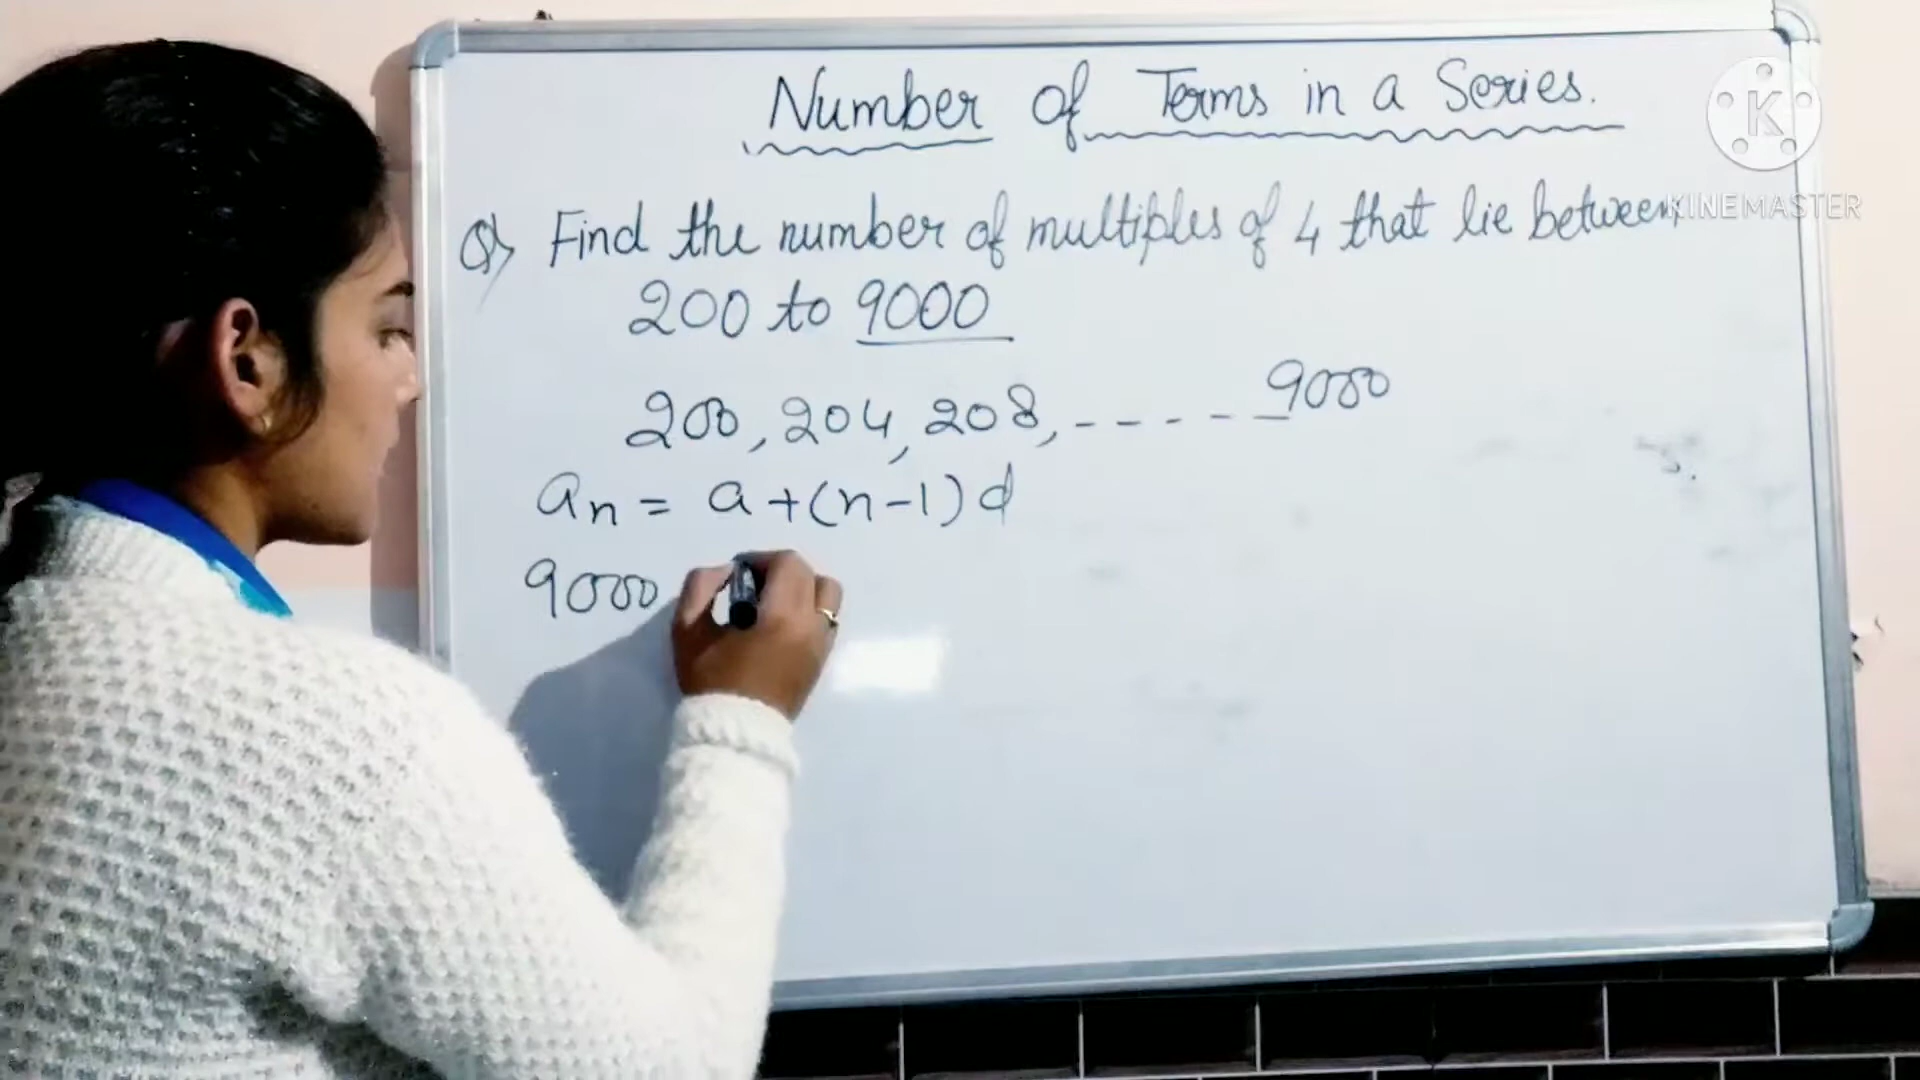 Number of Terms in a Series.
Q) Find the number of multiples of 4 that lie between
200 to 9000
200, 204, 208, ----- 9000
an = a + (n-1) d
9000
K
KINEMASTER